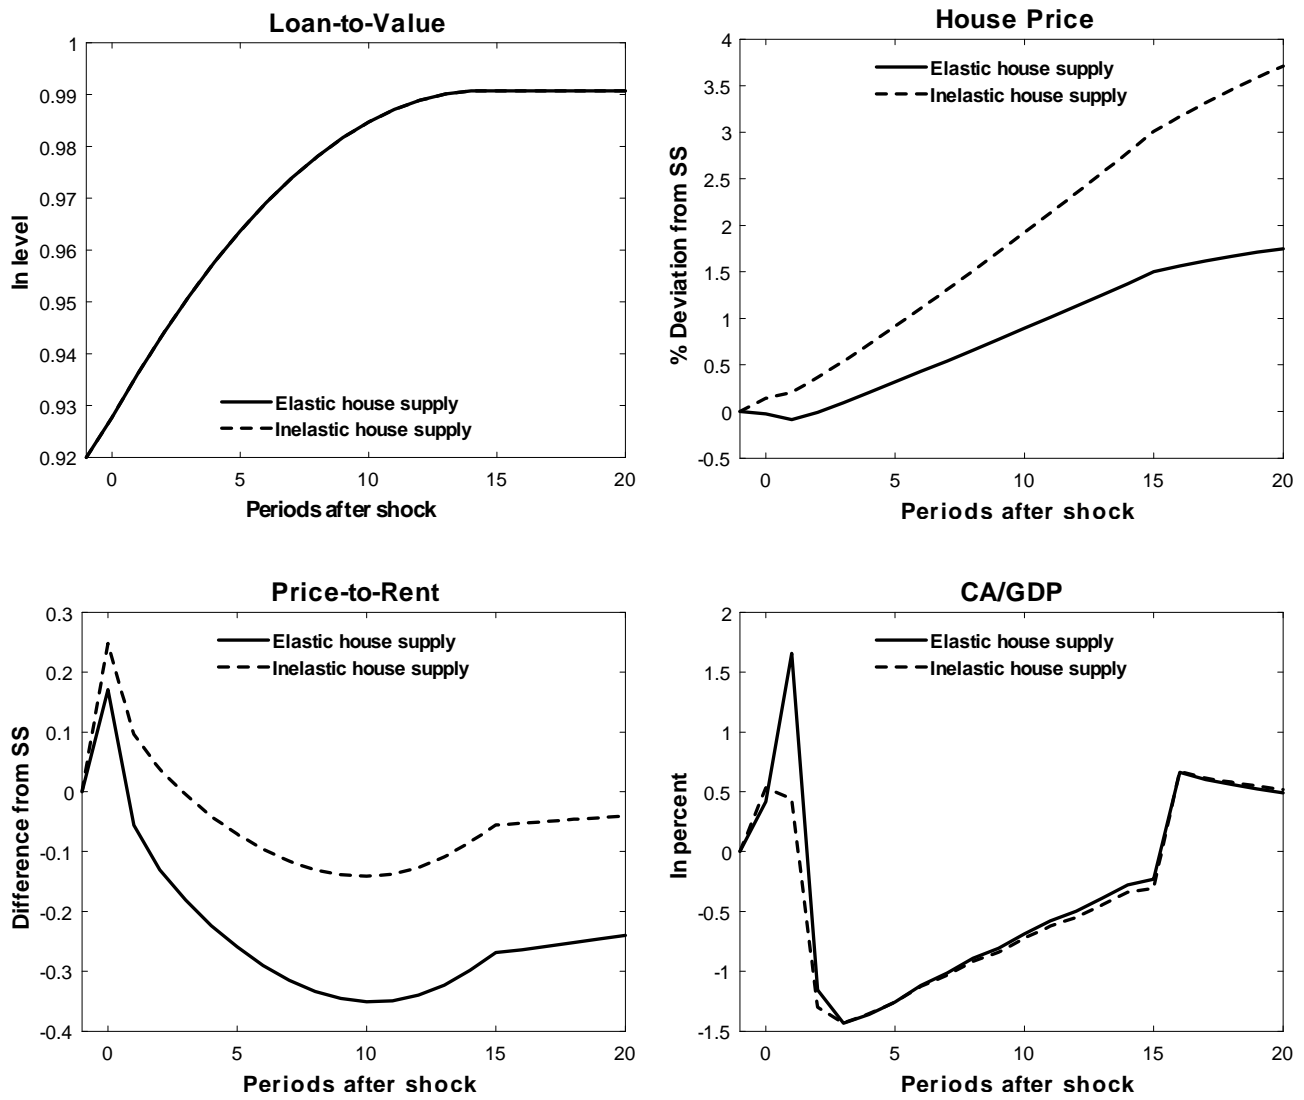 Loan-to-Value
1
0.99
0.98
0.97
0.96
0.95
0.94
0.93
0.92
In level
Elastic house supply
Inelastic house supply
0 5 10 15 20
Periods after shock
House Price
4
3.5
3
2.5
2
1.5
1
0.5
0
-0.5
% Deviation from SS
Elastic house supply
Inelastic house supply
0 5 10 15 20
Periods after shock
Price-to-Rent
0.3
0.2
0.1
0
-0.1
-0.2
-0.3
-0.4
Difference from SS
Elastic house supply
Inelastic house supply
0 5 10 15 20
Periods after shock
CA/GDP
2
1.5
1
0.5
0
-0.5
-1
-1.5
In percent
Elastic house supply
Inelastic house supply
0 5 10 15 20
Periods after shock